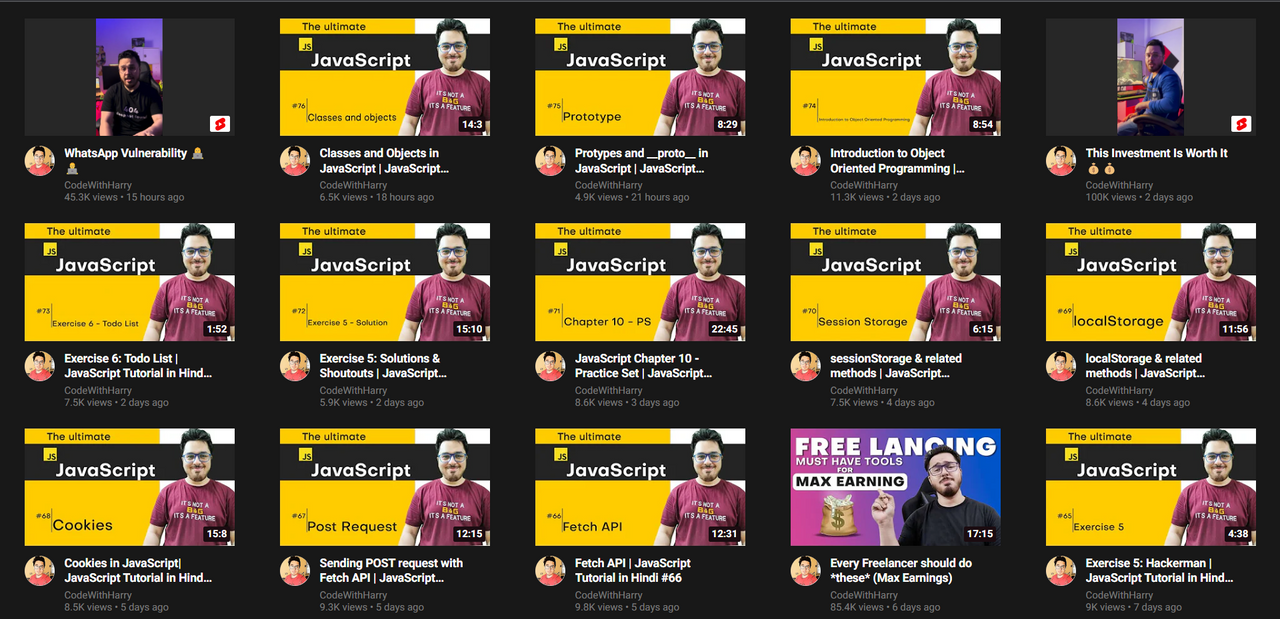 WhatsApp Vulnerability 🧑‍💻
🧑‍💻
CodeWithHarry
45.3K views • 15 hours ago
The ultimate
JS
JavaScript
IT'S NOT A
BUG
IT'S A FEATURE
#76
Classes and objects
14:3
Classes and Objects in
JavaScript | JavaScript...
CodeWithHarry
6.5K views • 18 hours ago
The ultimate
JS
JavaScript
IT'S NOT A
BUG
IT'S A FEATURE
#75
Prototype
8:29
Protypes and __proto__ in
JavaScript | JavaScript...
CodeWithHarry
4.9K views • 21 hours ago
The ultimate
JS
JavaScript
IT'S NOT A
BUG
IT'S A FEATURE
#74
Introduction to Object Oriented Programming
8:54
Introduction to Object
Oriented Programming |...
CodeWithHarry
11.3K views • 2 days ago
This Investment Is Worth It
💰💰
CodeWithHarry
100K views • 2 days ago
The ultimate
JS
JavaScript
IT'S NOT A
BUG
IT'S A FEATURE
#73
Exercise 6 - Todo List
1:52
Exercise 6: Todo List |
JavaScript Tutorial in Hind...
CodeWithHarry
7.5K views • 2 days ago
The ultimate
JS
JavaScript
IT'S NOT A
BUG
IT'S A FEATURE
#72
Exercise 5 - Solution
15:10
Exercise 5: Solutions &
Shoutouts | JavaScript...
CodeWithHarry
5.9K views • 2 days ago
The ultimate
JS
JavaScript
IT'S NOT A
BUG
IT'S A FEATURE
#71
Chapter 10 - PS
22:45
JavaScript Chapter 10 -
Practice Set | JavaScript...
CodeWithHarry
8.6K views • 3 days ago
The ultimate
JS
JavaScript
IT'S NOT A
BUG
IT'S A FEATURE
#70
Session Storage
6:15
sessionStorage & related
methods | JavaScript...
CodeWithHarry
7.5K views • 4 days ago
The ultimate
JS
JavaScript
IT'S NOT A
BUG
IT'S A FEATURE
#69
localStorage
11:56
localStorage & related
methods | JavaScript...
CodeWithHarry
8.6K views • 4 days ago
The ultimate
JS
JavaScript
IT'S NOT A
BUG
IT'S A FEATURE
#68
Cookies
15:8
Cookies in JavaScript|
JavaScript Tutorial in Hind...
CodeWithHarry
8.5K views • 5 days ago
The ultimate
JS
JavaScript
IT'S NOT A
BUG
IT'S A FEATURE
#67
Post Request
12:15
Sending POST request with
Fetch API | JavaScript...
CodeWithHarry
9.3K views • 5 days ago
The ultimate
JS
JavaScript
IT'S NOT A
BUG
IT'S A FEATURE
#66
Fetch API
12:31
Fetch API | JavaScript
Tutorial in Hindi #66
CodeWithHarry
9.8K views • 5 days ago
FREE LANCING
MUST HAVE TOOLS
FOR
MAX EARNING
$
17:15
Every Freelancer should do
*these* (Max Earnings)
CodeWithHarry
85.4K views • 6 days ago
The ultimate
JS
JavaScript
IT'S NOT A
BUG
IT'S A FEATURE
#65
Exercise 5
4:38
Exercise 5: Hackerman |
JavaScript Tutorial in Hind...
CodeWithHarry
9K views • 7 days ago